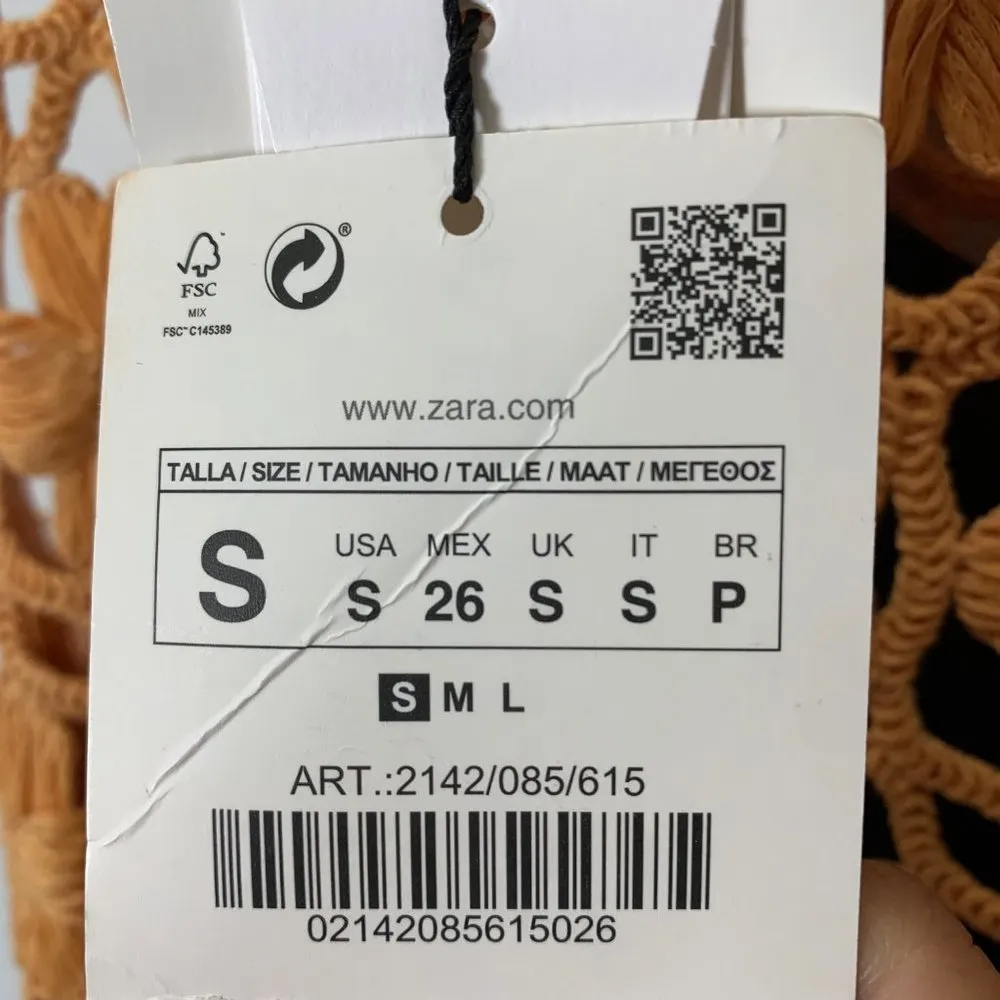 FSC™
MIX
FSC™ C145389
®
www.zara.com
TALLA / SIZE / TAMANHO / TAILLE / MAAT / ΜΕΓΕΘΟΣ
S
USA MEX UK IT BR
S 26 S S P
S M L
ART.:2142/085/615
02142085615026